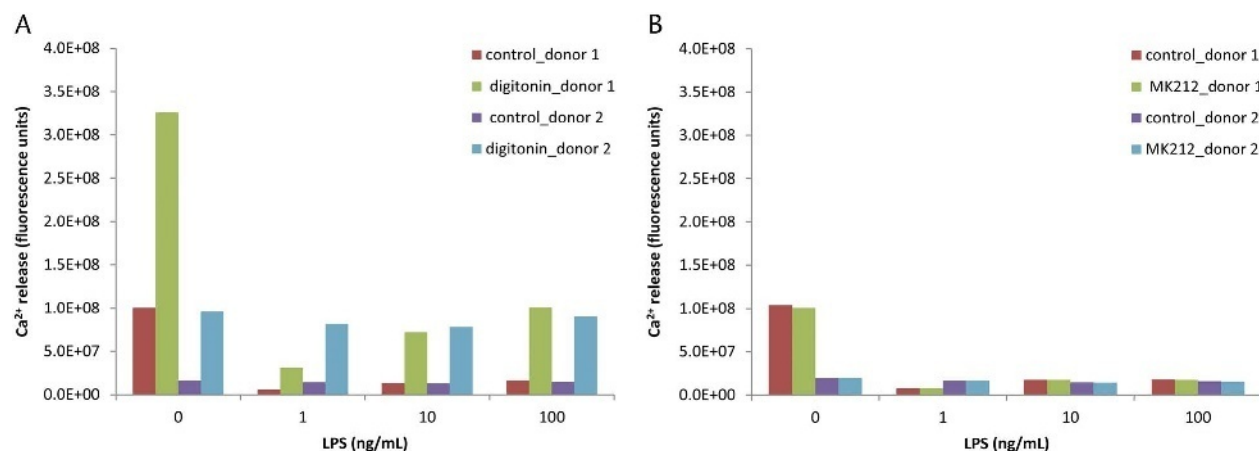 A
Ca²⁺ release (fluorescence units)
4.0E+08
3.5E+08
3.0E+08
2.5E+08
2.0E+08
1.5E+08
1.0E+08
5.0E+07
0.0E+00
control_donor 1
digitonin_donor 1
control_donor 2
digitonin_donor 2
0 1 10 100
LPS (ng/mL)
B
Ca²⁺ release (fluorescence units)
4.0E+08
3.5E+08
3.0E+08
2.5E+08
2.0E+08
1.5E+08
1.0E+08
5.0E+07
0.0E+00
control_donor 1
MK212_donor 1
control_donor 2
MK212_donor 2
0 1 10 100
LPS (ng/mL)